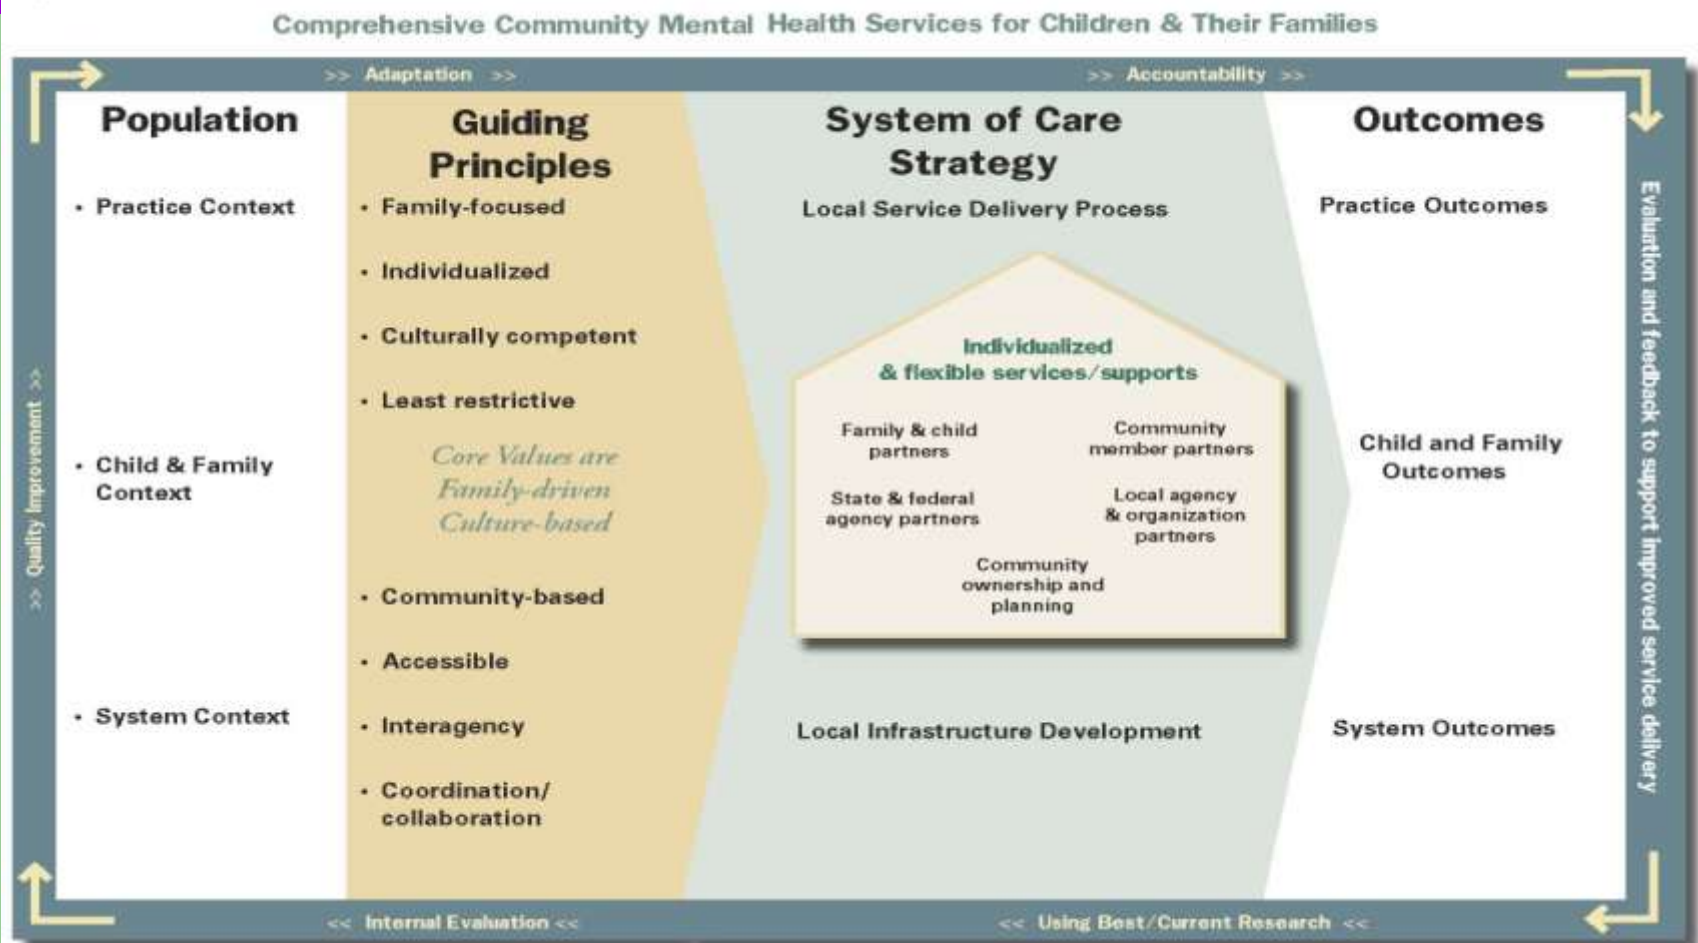 Comprehensive Community Mental Health Services for Children & Their Families
>> Adaptation >>
>> Accountability >>
Population
• Practice Context
• Child & Family
Context
• System Context
Guiding
Principles
• Family-focused
• Individualized
• Culturally competent
• Least restrictive
Core Values are
Family-driven
Culture-based
• Community-based
• Accessible
• Interagency
• Coordination/
collaboration
System of Care
Strategy
Local Service Delivery Process
Individualized
& flexible services/supports
Family & child
partners
Community
member partners
State & federal
agency partners
Local agency
& organization
partners
Community
ownership and
planning
Local Infrastructure Development
Outcomes
Practice Outcomes
Child and Family
Outcomes
System Outcomes
Evaluation and feedback to support improved service delivery
<< Using Best/Current Research <<
<< Internal Evaluation <<
>> Quality Improvement >>